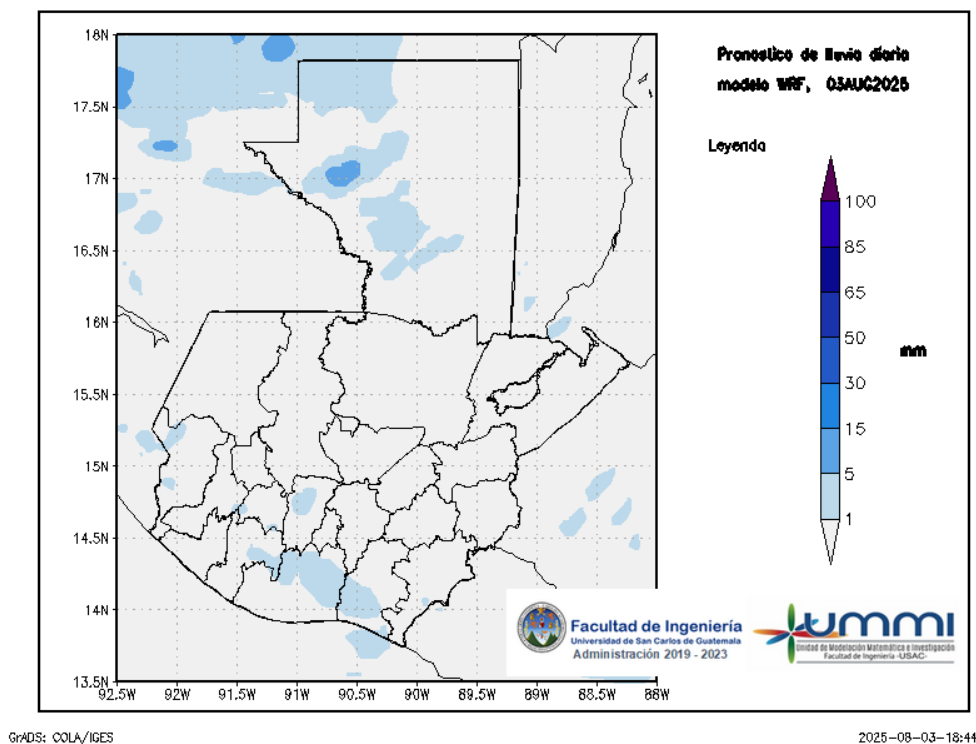 Pronostico de lluvia diaria
modelo WRF, 03AUG2025
Leyenda
100
85
65
50
30
15
5
1
mm
18N
17.5N
17N
16.5N
16N
15.5N
15N
14.5N
14N
13.5N
92.5W 92W 91.5W 91W 90.5W 90W 89.5W 89W 88.5W 88W
Facultad de Ingeniería
Universidad de San Carlos de Guatemala
Administración 2019 - 2023
ummi
Unidad de Modelación Matemática e Investigación
Facultad de Ingeniería -USAC-
GrADS: COLA/IGES
2025-08-03-18:44